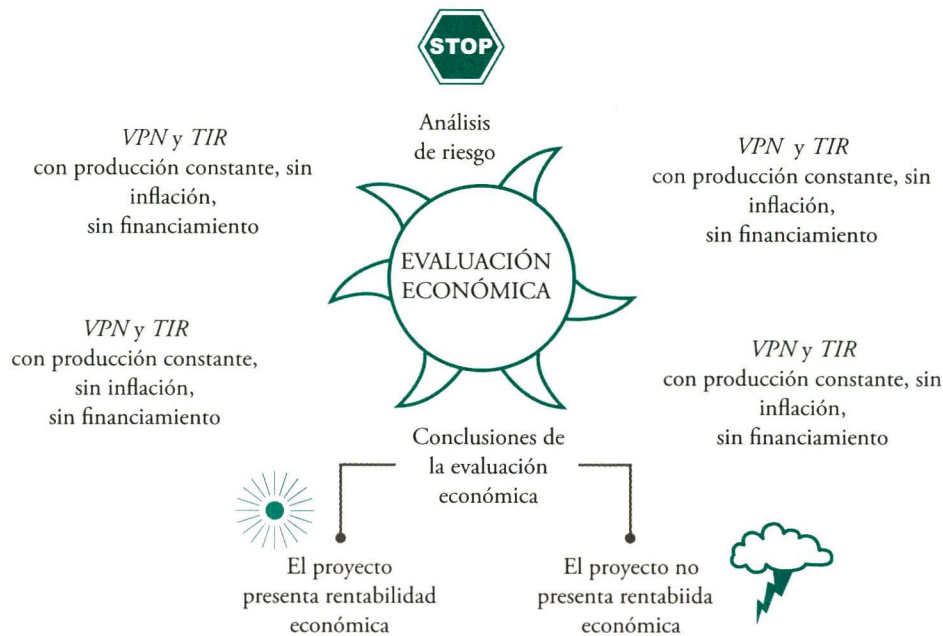 STOP
Análisis
de riesgo
VPN y TIR
con producción constante, sin
inflación,
sin financiamiento
VPN y TIR
con producción constante, sin
inflación,
sin financiamiento
EVALUACIÓN
ECONÓMICA
VPN y TIR
con producción constante,
sin inflación,
sin financiamiento
VPN y TIR
con producción constante, sin
inflación,
sin financiamiento
Conclusiones de
la evaluación
económica
El proyecto
presenta rentabilidad
económica
El proyecto no
presenta rentabiida
económica